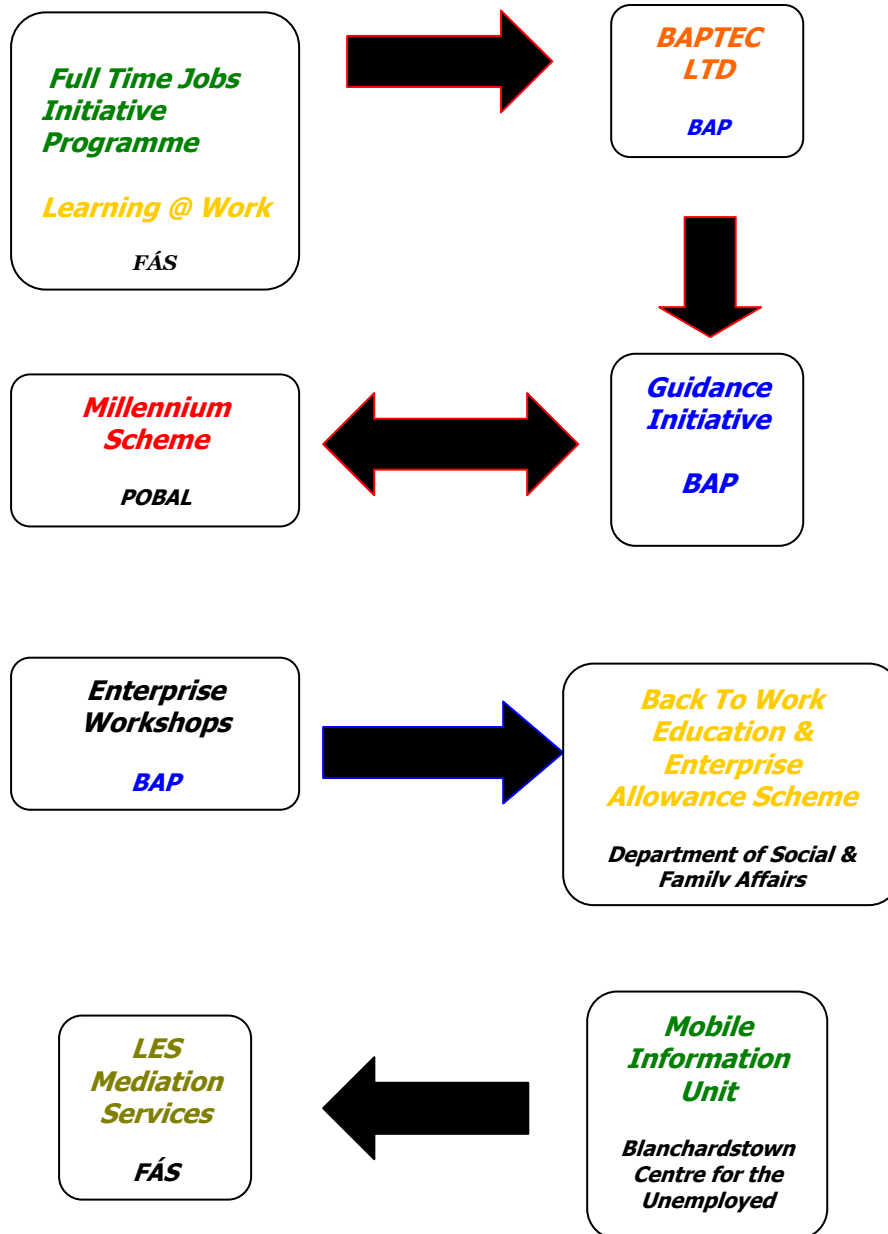 Full Time Jobs
Initiative
Programme
Learning @ Work
FÁS
BAPTEC
LTD
BAP
Millennium
Scheme
POBAL
Guidance
Initiative
BAP
Enterprise
Workshops
BAP
Back To Work
Education &
Enterprise
Allowance Scheme
Department of Social &
Family Affairs
LES
Mediation
Services
FÁS
Mobile
Information
Unit
Blanchardstown
Centre for the
Unemployed